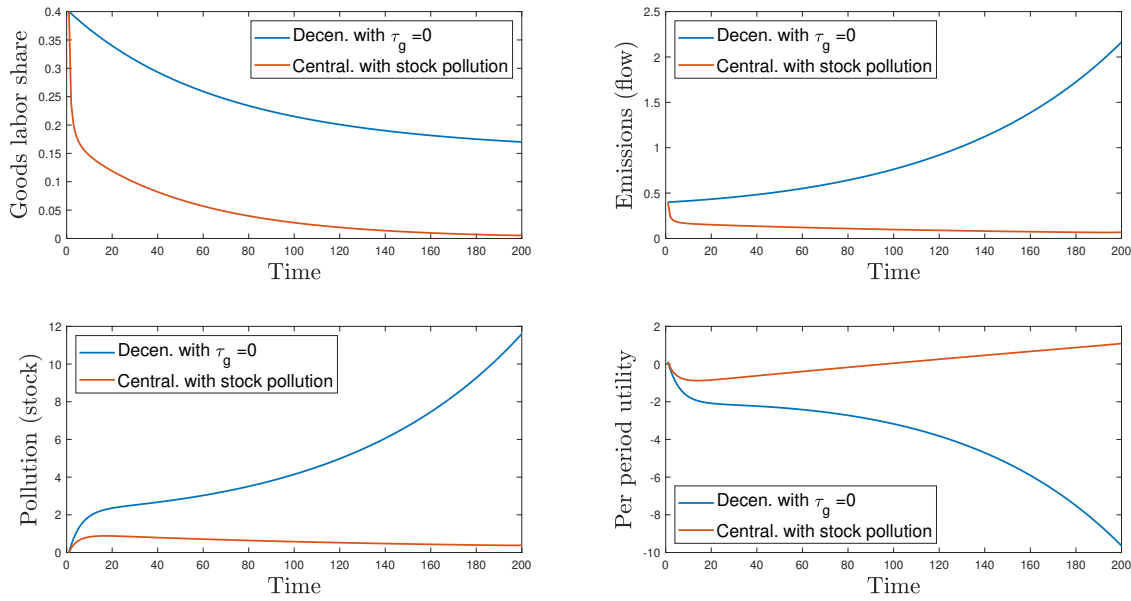 Goods labor share
0.4
0.35
0.3
0.25
0.2
0.15
0.1
0.05
0
Decen. with τ_g =0
Central. with stock pollution
0 20 40 60 80 100 120 140 160 180 200
Time
Emissions (flow)
2.5
2
1.5
1
0.5
0
Decen. with τ_g =0
Central. with stock pollution
0 20 40 60 80 100 120 140 160 180 200
Time
Pollution (stock)
12
10
8
6
4
2
0
Decen. with τ_g =0
Central. with stock pollution
0 20 40 60 80 100 120 140 160 180 200
Time
Per period utility
2
0
-2
-4
-6
-8
-10
Decen. with τ_g =0
Central. with stock pollution
0 20 40 60 80 100 120 140 160 180 200
Time